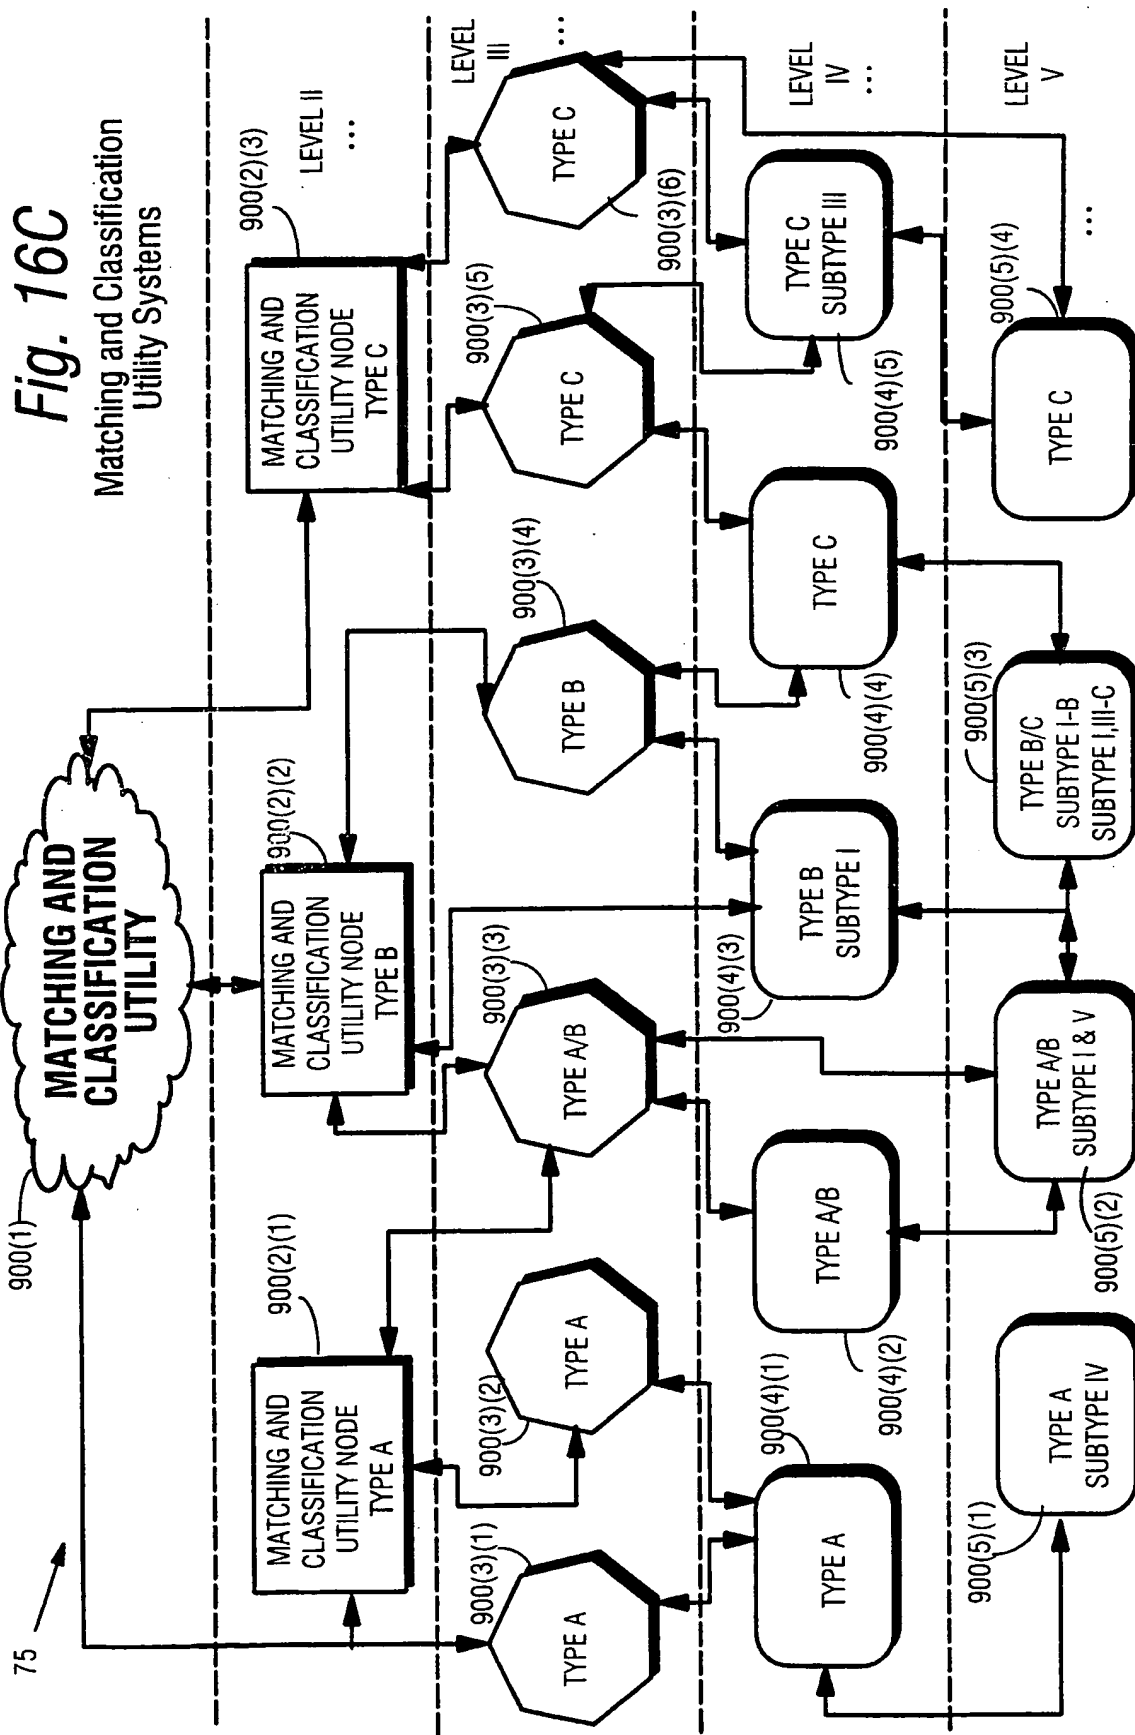 Fig. 16C
Matching and Classification
Utility Systems
75
900(1)
MATCHING AND
CLASSIFICATION
UTILITY
LEVEL II
...
900(2)(1)
MATCHING AND
CLASSIFICATION
UTILITY NODE
TYPE A
900(2)(2)
MATCHING AND
CLASSIFICATION
UTILITY NODE
TYPE B
900(2)(3)
MATCHING AND
CLASSIFICATION
UTILITY NODE
TYPE C
LEVEL
III
...
900(3)(1)
TYPE A
900(3)(2)
TYPE A
900(3)(3)
TYPE A/B
900(3)(4)
TYPE B
900(3)(5)
TYPE C
900(3)(6)
TYPE C
LEVEL
IV
...
900(4)(1)
TYPE A
900(4)(2)
TYPE A/B
900(4)(3)
TYPE B
SUBTYPE I
900(4)(4)
TYPE C
900(4)(5)
TYPE C
SUBTYPE III
LEVEL
V
...
900(5)(1)
TYPE A
SUBTYPE IV
900(5)(2)
TYPE A/B
SUBTYPE I & V
900(5)(3)
TYPE B/C
SUBTYPE I-B
SUBTYPE I,III-C
900(5)(4)
TYPE C